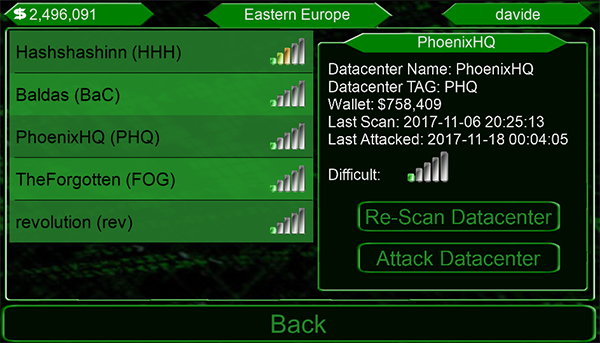 $ 2,496,091
Eastern Europe
davide
Hashshashinn (HHH)
Baldas (BaC)
PhoenixHQ (PHQ)
TheForgotten (FOG)
revolution (rev)
PhoenixHQ
Datacenter Name: PhoenixHQ
Datacenter TAG: PHQ
Wallet: $758,409
Last Scan: 2017-11-06 20:25:13
Last Attacked: 2017-11-18 00:04:05
Difficult:
Re-Scan Datacenter
Attack Datacenter
Back